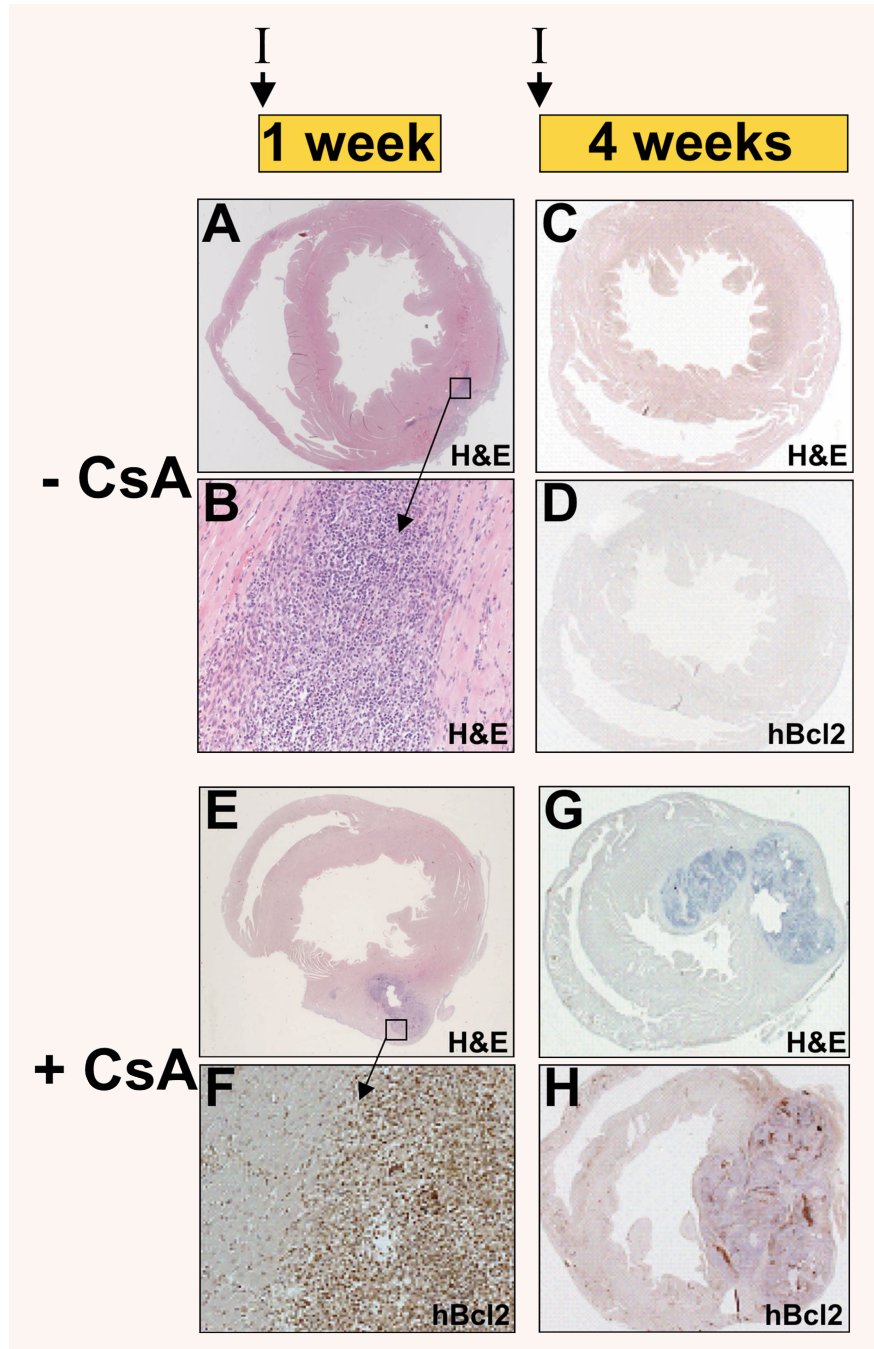 I I
1 week 4 weeks
A C
H&E H&E
- CsA
B D
H&E hBcl2
E G
H&E H&E
+ CsA
F H
hBcl2 hBcl2